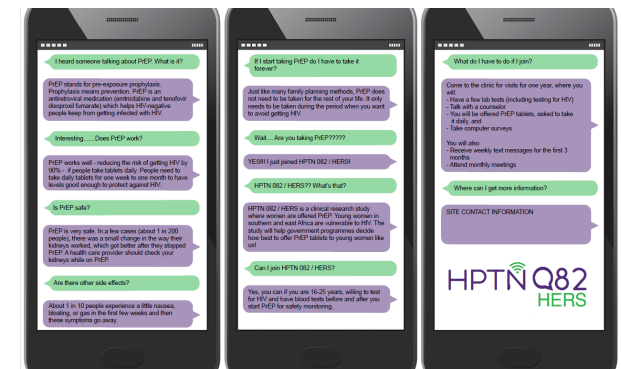 I heard someone talking about PrEP. What is it?
PrEP stands for pre-exposure prophylaxis.
Prophylaxis means prevention. PrEP is an
antiretroviral medication (emtricitabine and tenofovir
disoproxil fumarate) which helps HIV-negative
people keep from getting infected with HIV.
Interesting.......Does PrEP work?
PrEP works well - reducing the risk of getting HIV by
90% - if people take tablets daily. People need to
take daily tablets for one week to one month to have
levels good enough to protect against HIV.
Is PrEP safe?
PrEP is very safe. In a few cases (about 1 in 200
people), there was a small change in the way their
kidneys worked, which got better after they stopped
PrEP. A health care provider should check your
kidneys while on PrEP.
Are there other side effects?
About 1 in 10 people experience a little nausea,
bloating, or gas in the first few weeks and then
these symptoms go away.
If I start taking PrEP do I have to take it
forever?
Just like many family planning methods, PrEP does
not need to be taken for the rest of your life. It only
needs to be taken during the period when you want
to avoid getting HIV.
Wait.... Are you taking PrEP?????
YES!!! I just joined HPTN 082 / HERS!
HPTN 082 / HERS?? What's that?
HPTN 082 / HERS is a clinical research study
where women are offered PrEP. Young women in
southern and east Africa are vulnerable to HIV. The
study will help government programmes decide
how best to offer PrEP tablets to young women like
us!
Can I join HPTN 082 / HERS?
Yes, you can if you are 16-25 years, willing to test
for HIV and have blood tests before and after you
start PrEP for safety monitoring.
What do I have to do if I join?
Come to the clinic for visits for one year, where you
will:
- Have a few lab tests (including testing for HIV)
- Talk with a counselor
- You will be offered PrEP tablets, asked to take
it daily, and
- Take computer surveys
You will also
- Receive weekly text messages for the first 3
months
- Attend monthly meetings
Where can I get more information?
SITE CONTACT INFORMATION
HPTN 082
HERS